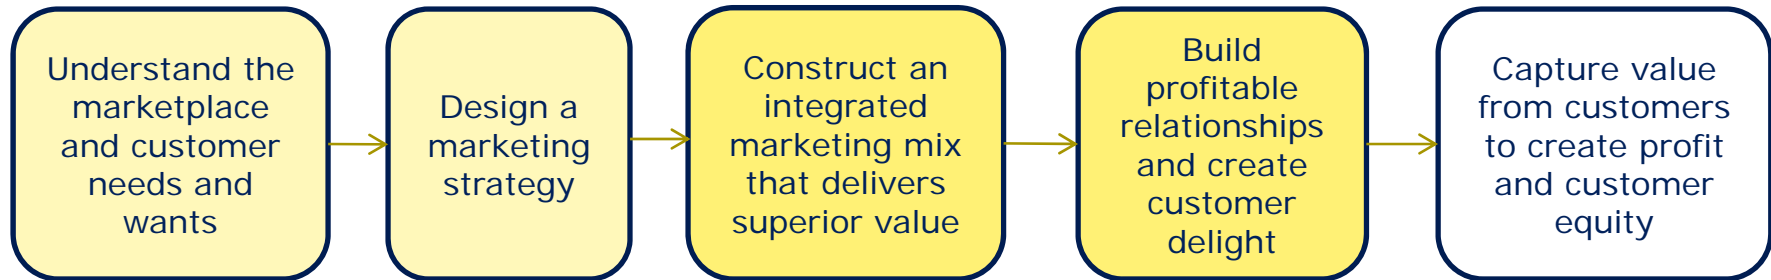 Understand the
marketplace
and customer
needs and
wants
Design a
marketing
strategy
Construct an
integrated
marketing mix
that delivers
superior value
Build
profitable
relationships
and create
customer
delight
Capture value
from customers
to create profit
and customer
equity